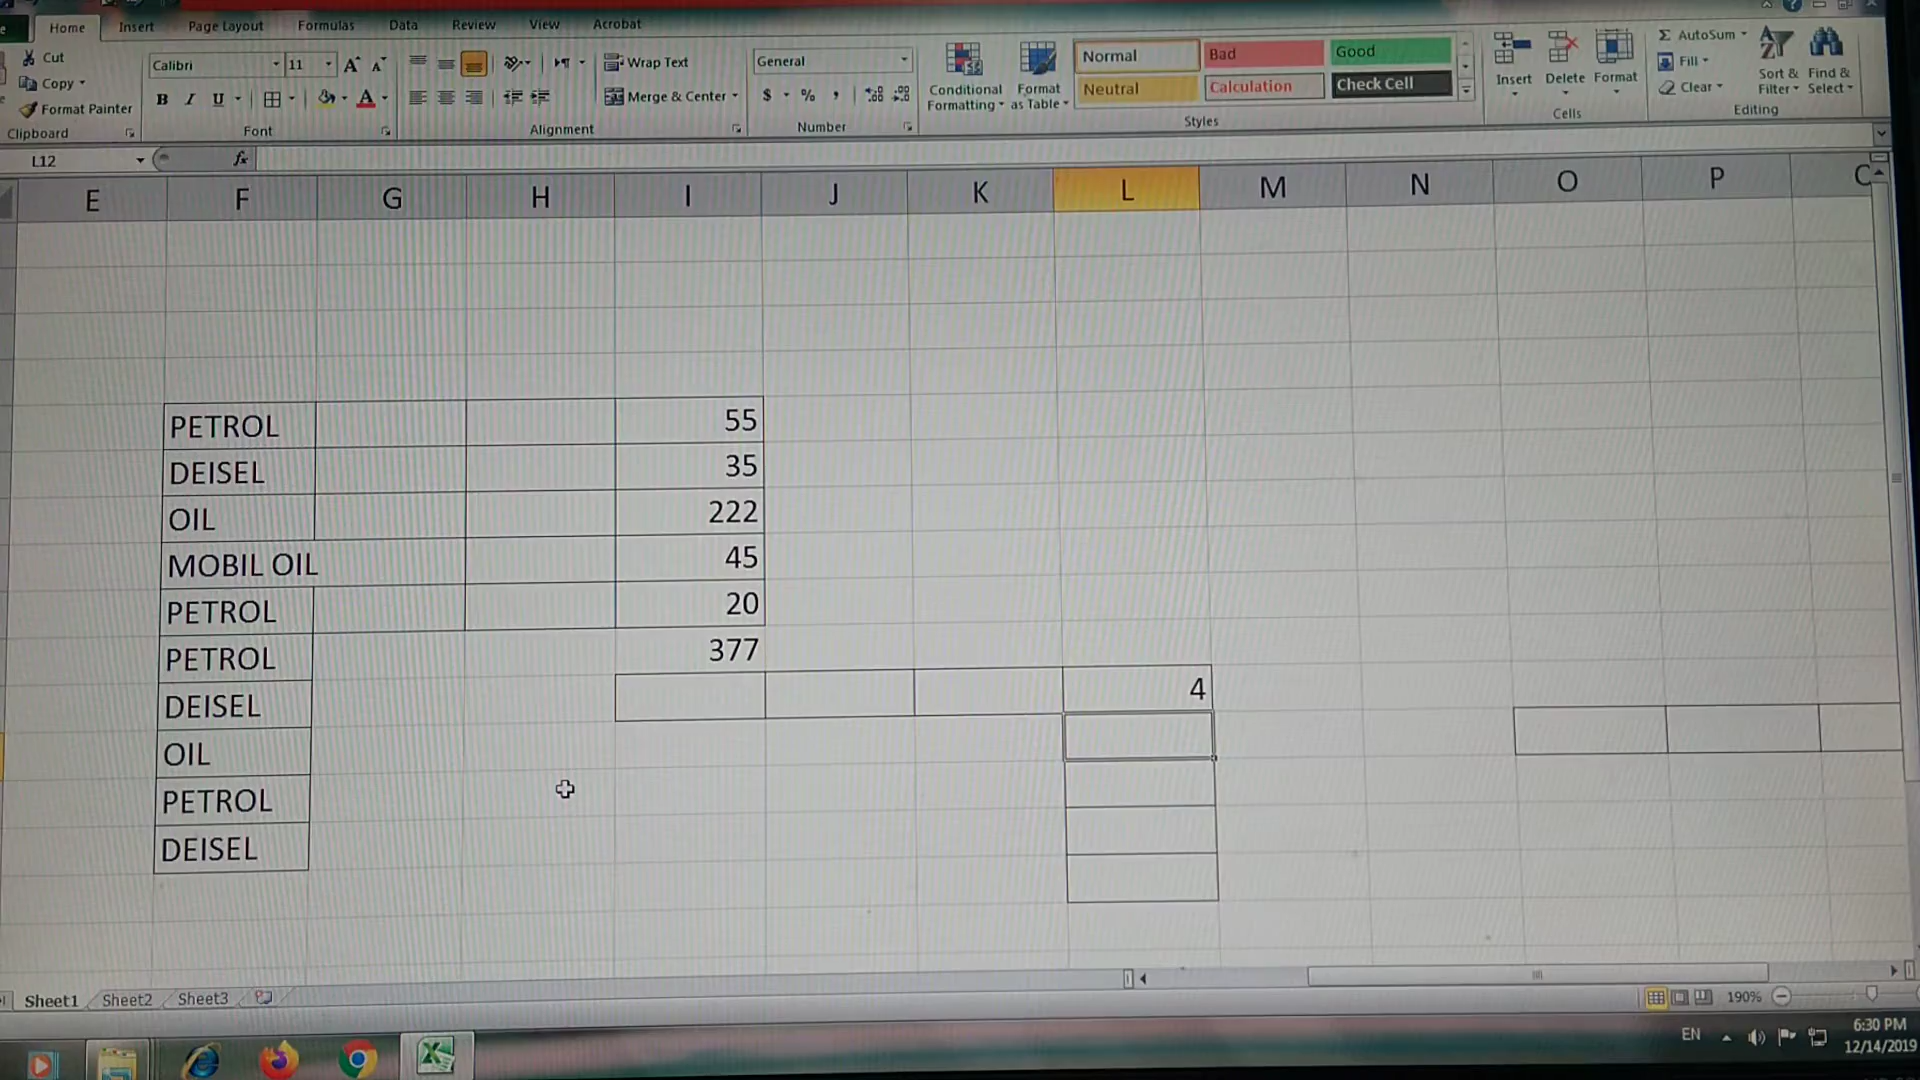 Home Insert Page Layout Formulas Data Review View Acrobat
Cut
Copy
Format Painter
Clipboard
Calibri 11
B I U
Font
Wrap Text
Merge & Center
Alignment
General
$ % ,
Number
Conditional Formatting
Format as Table
Normal Bad Good
Neutral Calculation Check Cell
Styles
Insert Delete Format
Cells
Σ AutoSum
Fill
Clear
Sort & Filter
Find & Select
Editing
L12 fx
E F G H I J K L M N O P
PETROL 55
DEISEL 35
OIL 222
MOBIL OIL 45
PETROL 20
PETROL 377
DEISEL 4
OIL
PETROL
DEISEL
Sheet1 Sheet2 Sheet3
190%
EN
6:30 PM
12/14/2019